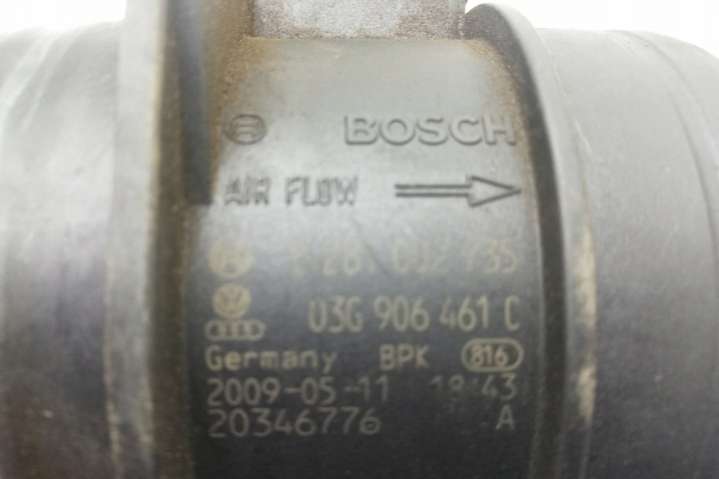 BOSCH
AIR FLOW
0 281 002 735
03G 906 461 C
Germany BPK 816
2009-05-11 18:43
20346776 A